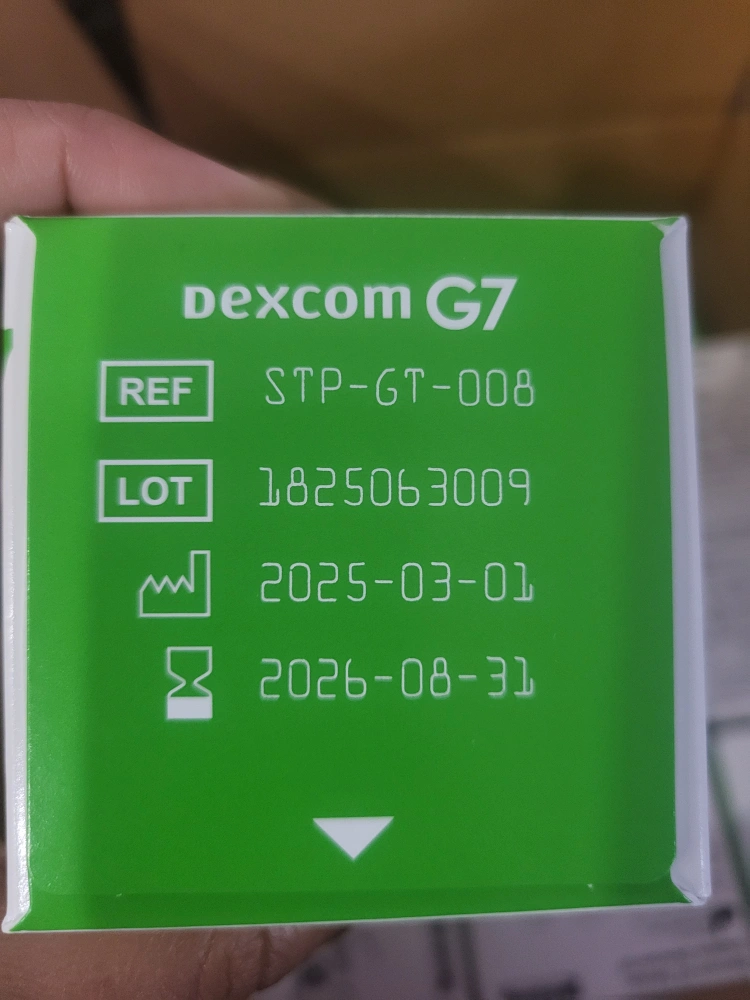 Dexcom G7
REF STP-GT-008
LOT 1825063009
2025-03-01
2026-08-31